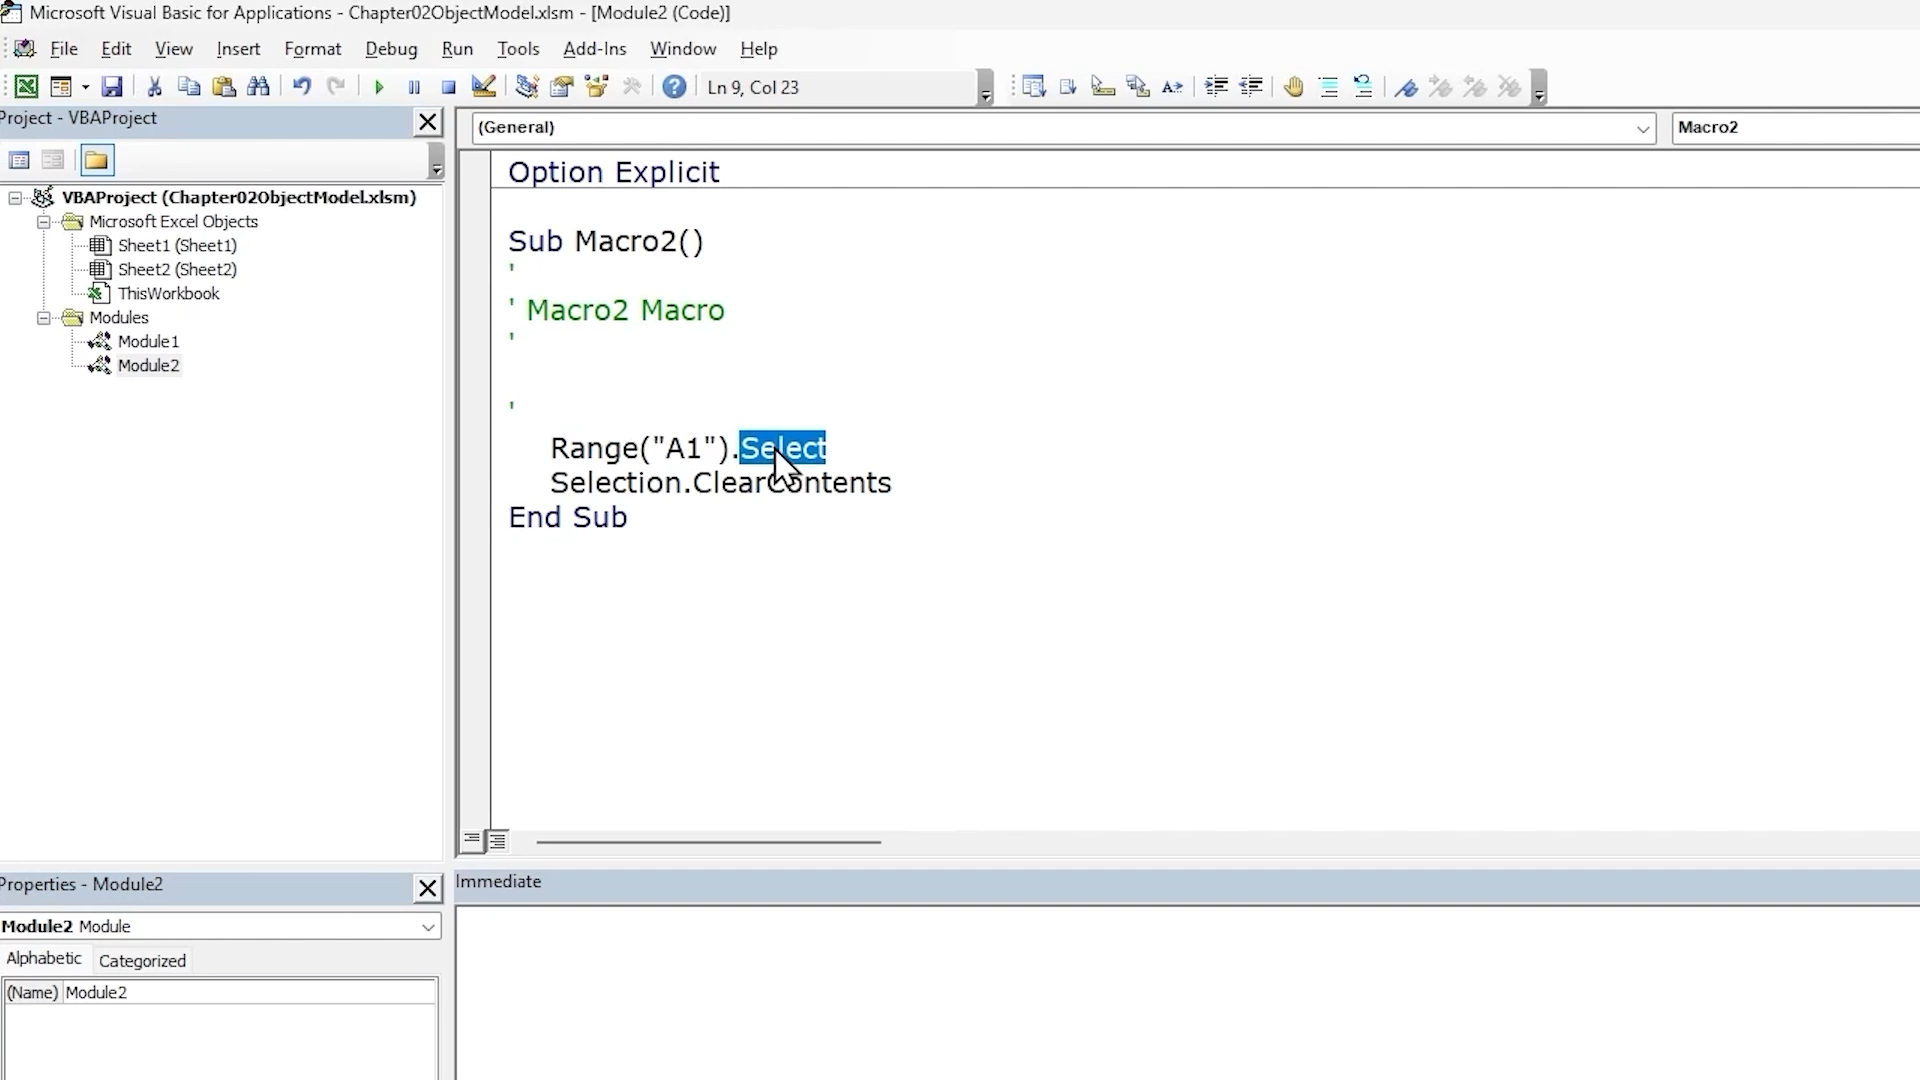 Microsoft Visual Basic for Applications - Chapter02ObjectModel.xlsm - [Module2 (Code)]
File Edit View Insert Format Debug Run Tools Add-Ins Window Help
Ln 9, Col 23
Project - VBAProject
(General)
Macro2
VBAProject (Chapter02ObjectModel.xlsm)
Microsoft Excel Objects
Sheet1 (Sheet1)
Sheet2 (Sheet2)
ThisWorkbook
Modules
Module1
Module2
Option Explicit
Sub Macro2()
'
' Macro2 Macro
'
'
Range("A1").Select
Selection.ClearContents
End Sub
Properties - Module2
Module2 Module
Alphabetic Categorized
(Name) Module2
Immediate